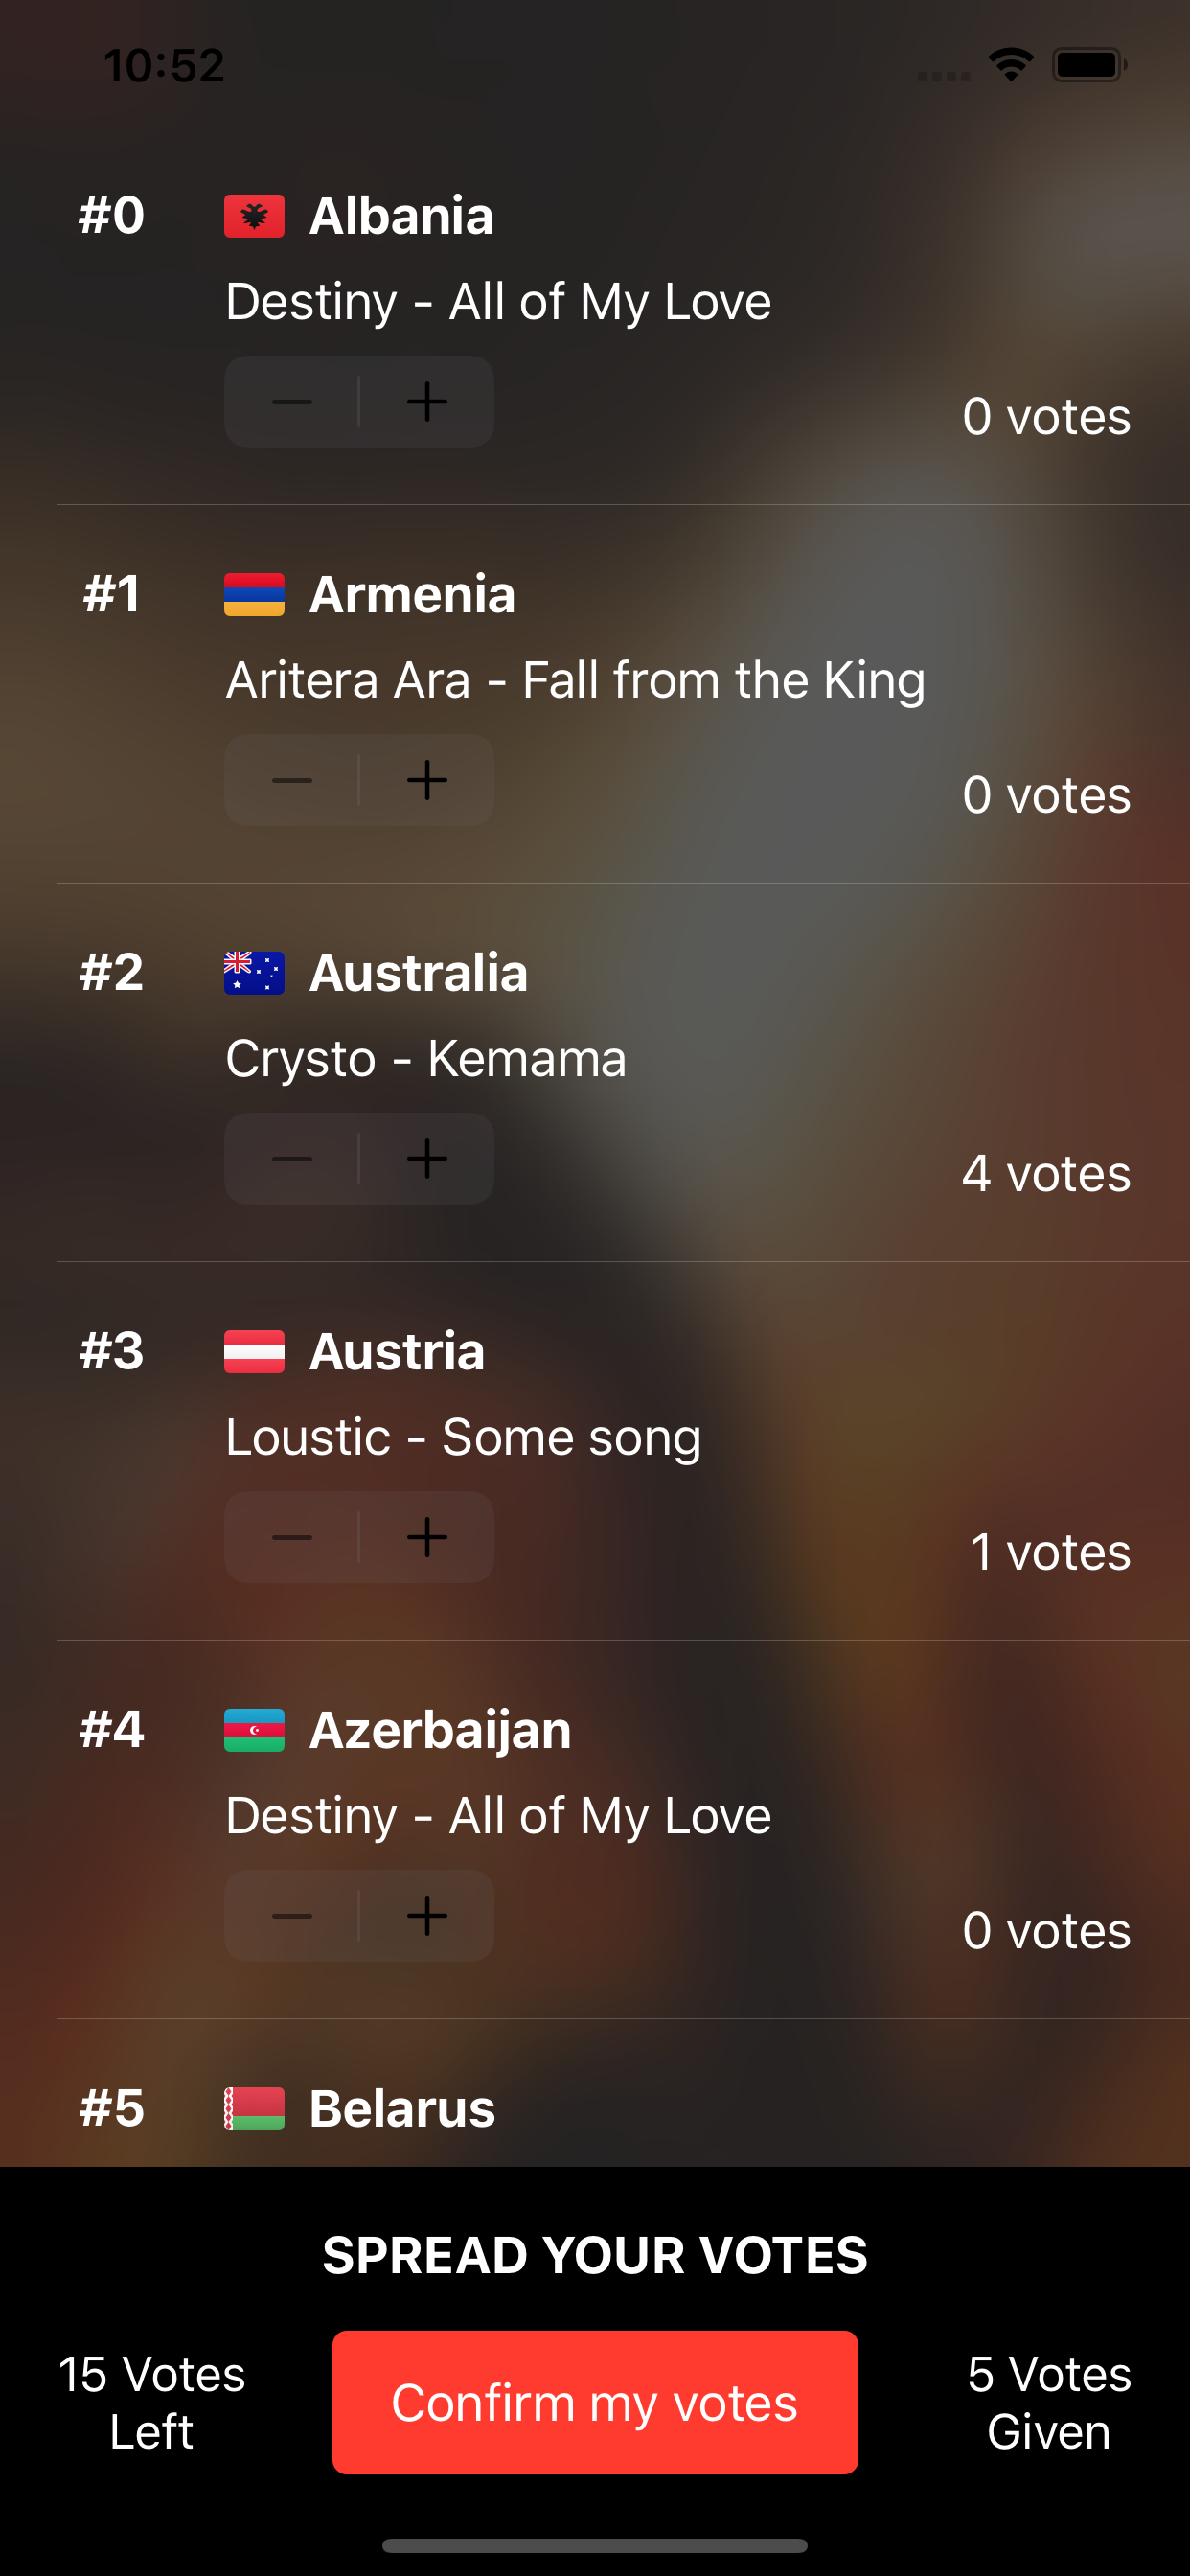 10:52
#0 Albania
Destiny - All of My Love
0 votes
#1 Armenia
Aritera Ara - Fall from the King
0 votes
#2 Australia
Crysto - Kemama
4 votes
#3 Austria
Loustic - Some song
1 votes
#4 Azerbaijan
Destiny - All of My Love
0 votes
#5 Belarus
SPREAD YOUR VOTES
15 Votes
Left
Confirm my votes
5 Votes
Given